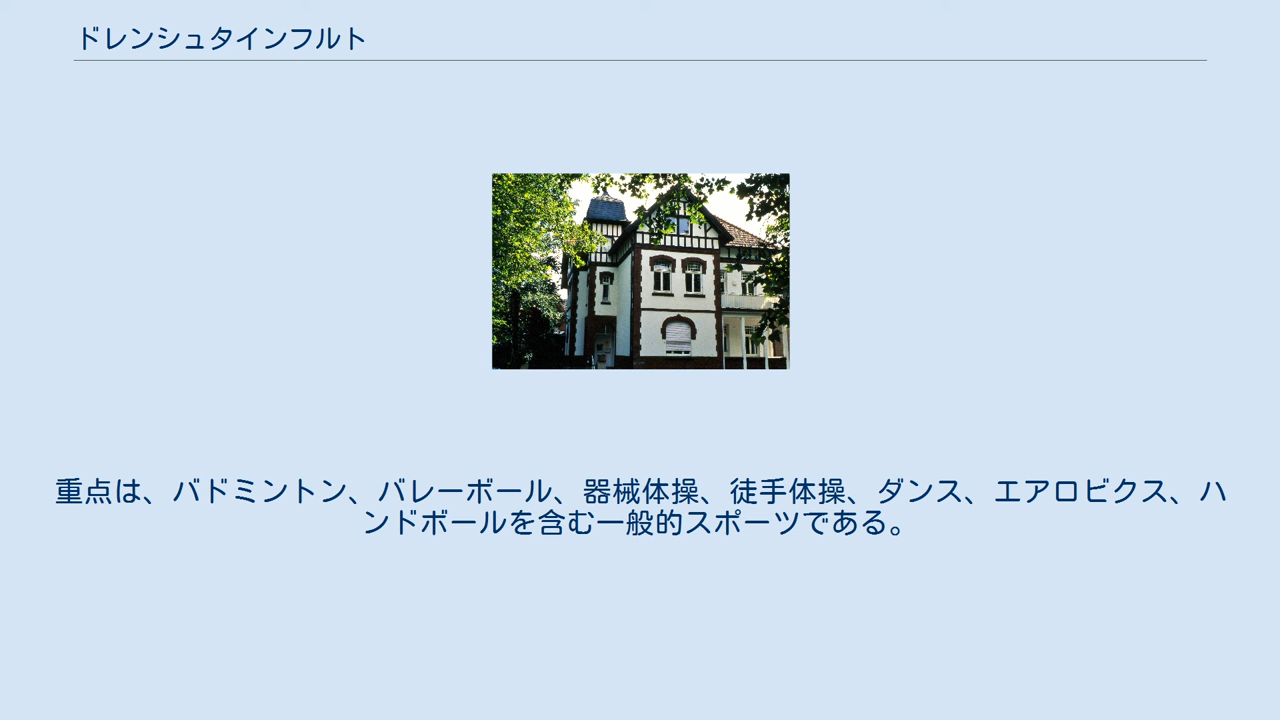 ドレンシュタインフルト
重点は、バドミントン、バレーボール、器械体操、徒手体操、ダンス、エアロビクス、ハ
ンドボールを含む一般的スポーツである。